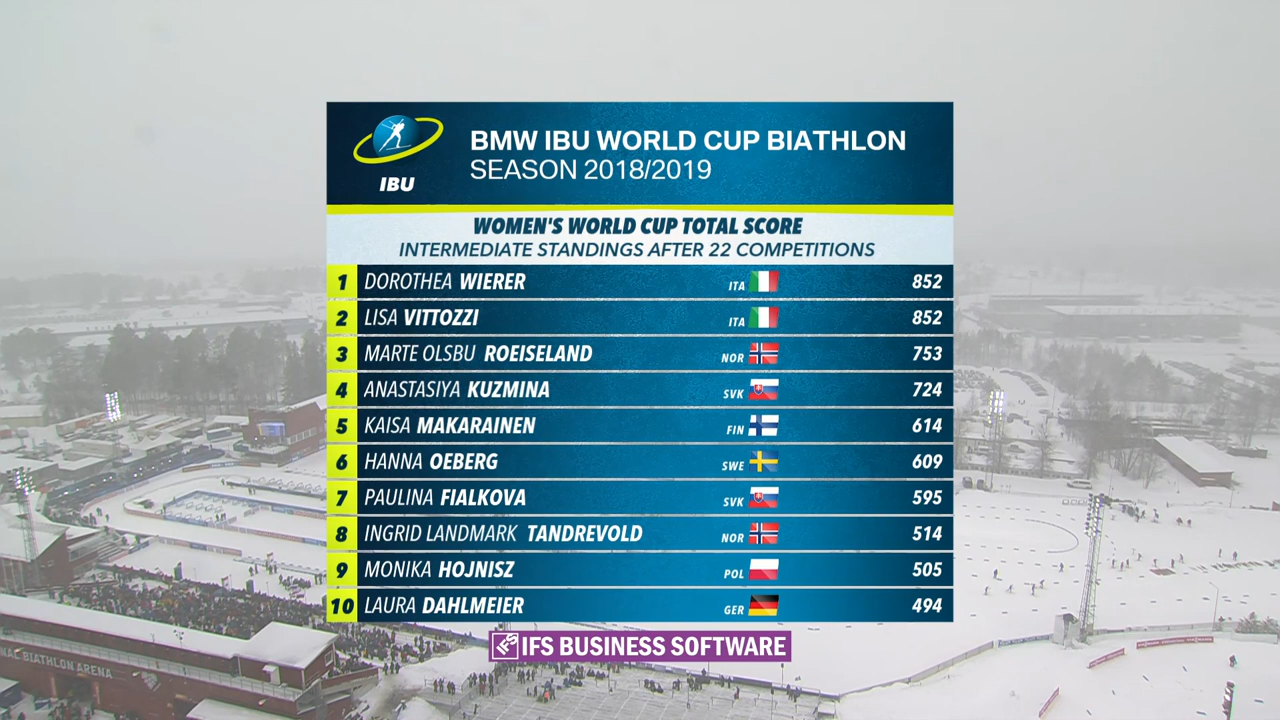 BMW IBU WORLD CUP BIATHLON
SEASON 2018/2019
IBU
WOMEN'S WORLD CUP TOTAL SCORE
INTERMEDIATE STANDINGS AFTER 22 COMPETITIONS
1 DOROTHEA WIERER ITA 852
2 LISA VITTOZZI ITA 852
3 MARTE OLSBU ROEISELAND NOR 753
4 ANASTASIYA KUZMINA SVK 724
5 KAISA MAKARAINEN FIN 614
6 HANNA OEBERG SWE 609
7 PAULINA FIALKOVA SVK 595
8 INGRID LANDMARK TANDREVOLD NOR 514
9 MONIKA HOJNISZ POL 505
10 LAURA DAHLMEIER GER 494
IFS BUSINESS SOFTWARE
NAL BIATHLON ARENA